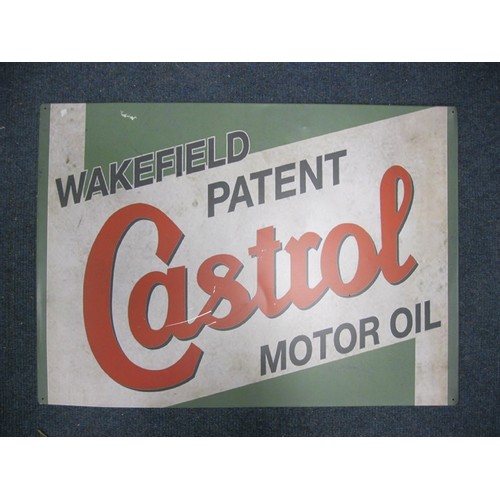 WAKEFIELD
PATENT
Castrol
MOTOR OIL